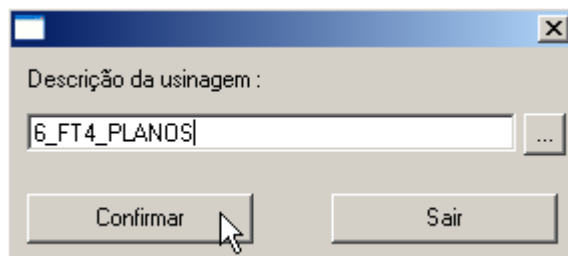 Descrição da usinagem :
6_FT4_PLANOS
...
Confirmar
Sair